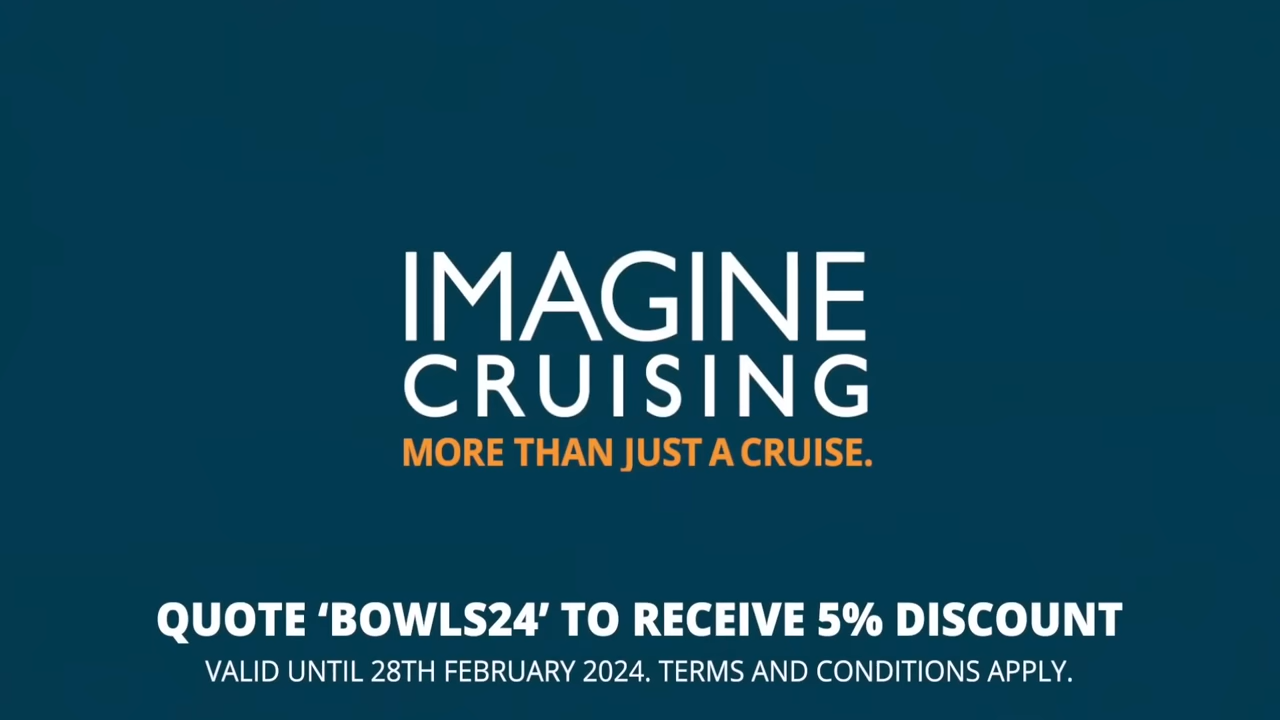 IMAGINE
CRUISING
MORE THAN JUST A CRUISE.
QUOTE ‘BOWLS24’ TO RECEIVE 5% DISCOUNT
VALID UNTIL 28TH FEBRUARY 2024. TERMS AND CONDITIONS APPLY.